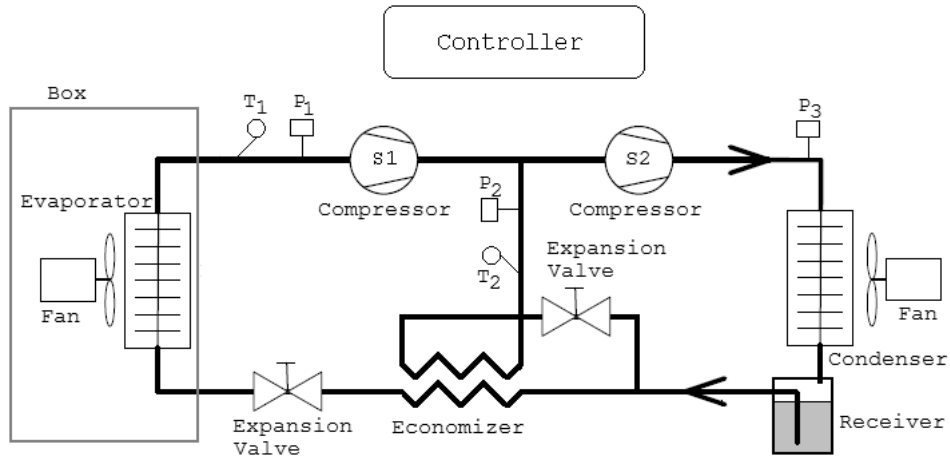 Controller
Box
T1
P1
P3
S1
S2
Evaporator
Compressor
P2
Compressor
Expansion
Valve
T2
Fan
Fan
Condenser
Expansion
Valve
Economizer
Receiver